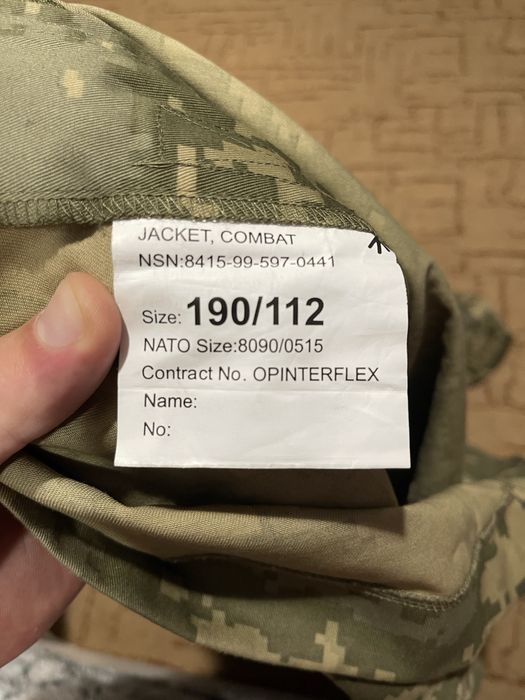 JACKET, COMBAT
NSN:8415-99-597-0441
Size: 190/112
NATO Size:8090/0515
Contract No. OPINTERFLEX
Name:
No: